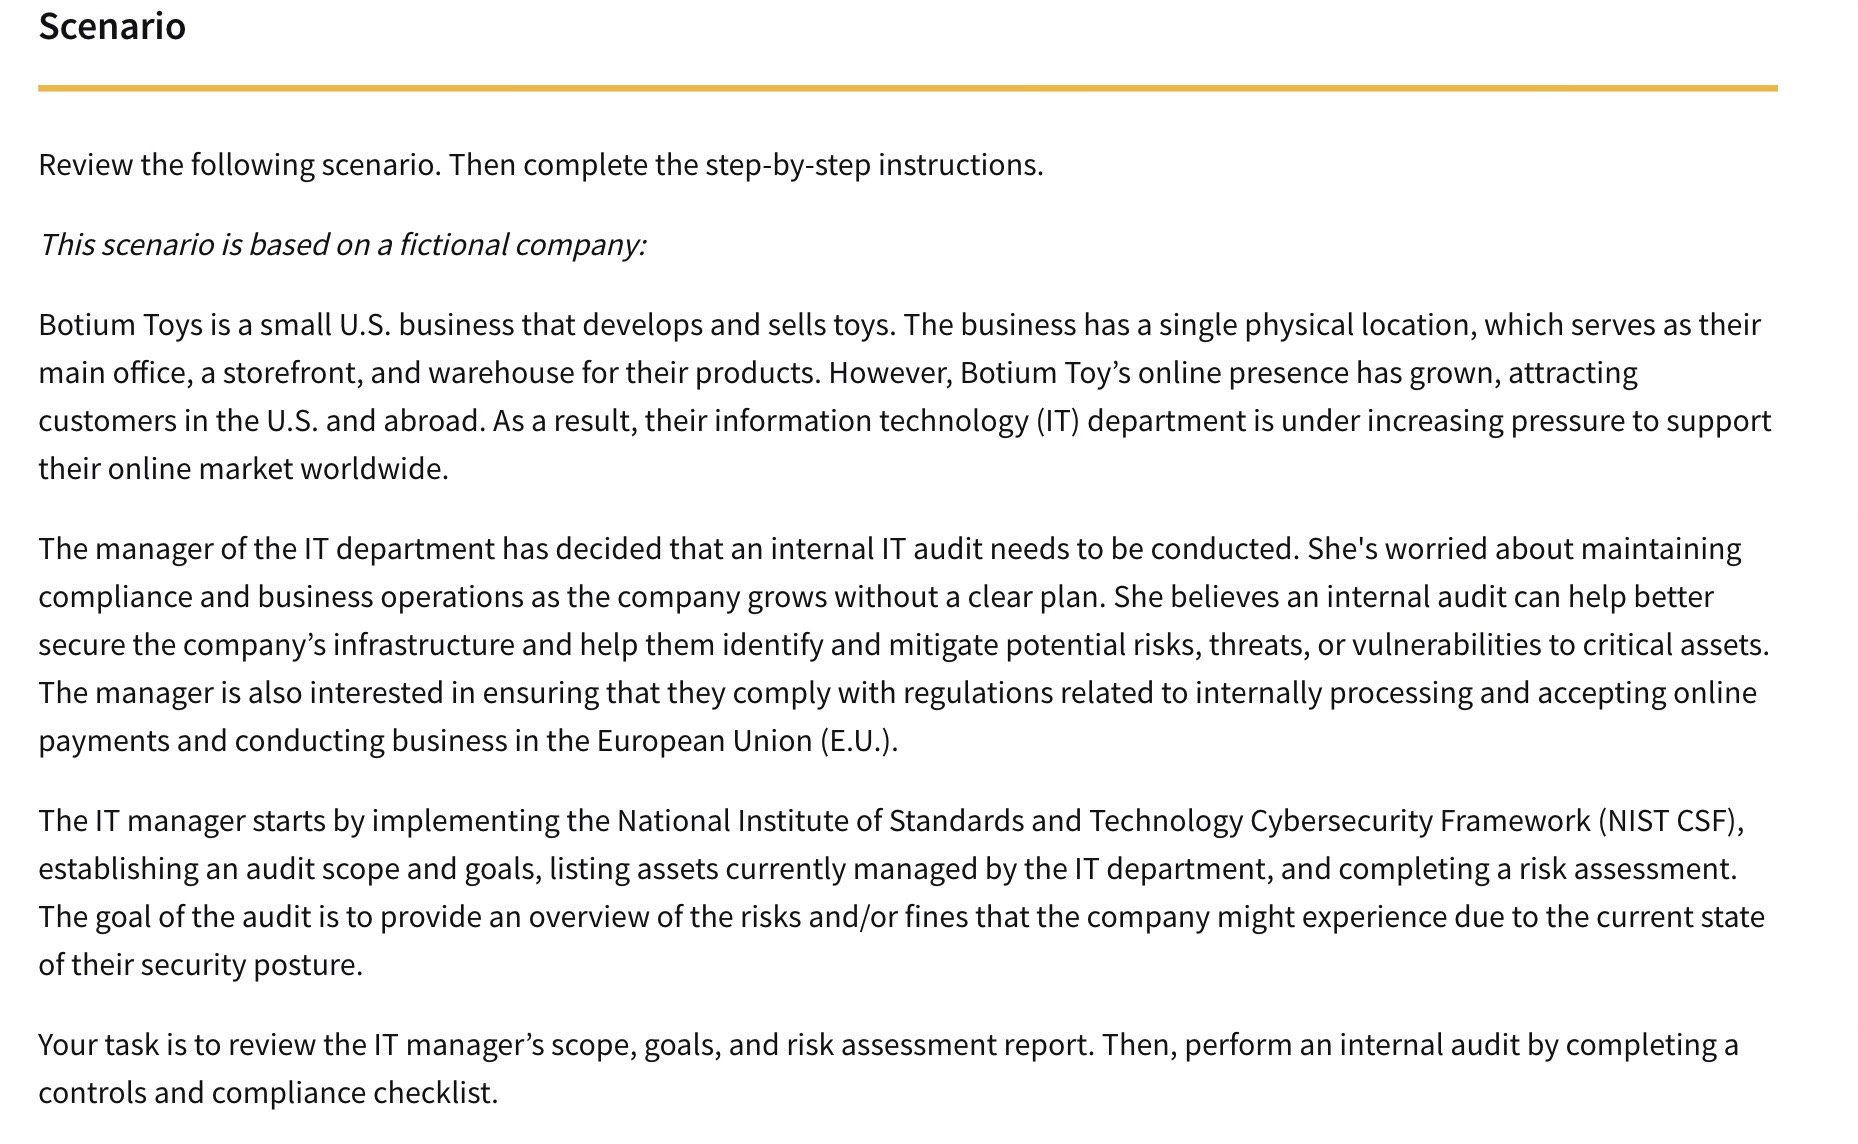 Scenario
Review the following scenario. Then complete the step-by-step instructions.
This scenario is based on a fictional company:
Botium Toys is a small U.S. business that develops and sells toys. The business has a single physical location, which serves as their
main office, a storefront, and warehouse for their products. However, Botium Toy’s online presence has grown, attracting
customers in the U.S. and abroad. As a result, their information technology (IT) department is under increasing pressure to support
their online market worldwide.
The manager of the IT department has decided that an internal IT audit needs to be conducted. She's worried about maintaining
compliance and business operations as the company grows without a clear plan. She believes an internal audit can help better
secure the company’s infrastructure and help them identify and mitigate potential risks, threats, or vulnerabilities to critical assets.
The manager is also interested in ensuring that they comply with regulations related to internally processing and accepting online
payments and conducting business in the European Union (E.U.).
The IT manager starts by implementing the National Institute of Standards and Technology Cybersecurity Framework (NIST CSF),
establishing an audit scope and goals, listing assets currently managed by the IT department, and completing a risk assessment.
The goal of the audit is to provide an overview of the risks and/or fines that the company might experience due to the current state
of their security posture.
Your task is to review the IT manager’s scope, goals, and risk assessment report. Then, perform an internal audit by completing a
controls and compliance checklist.